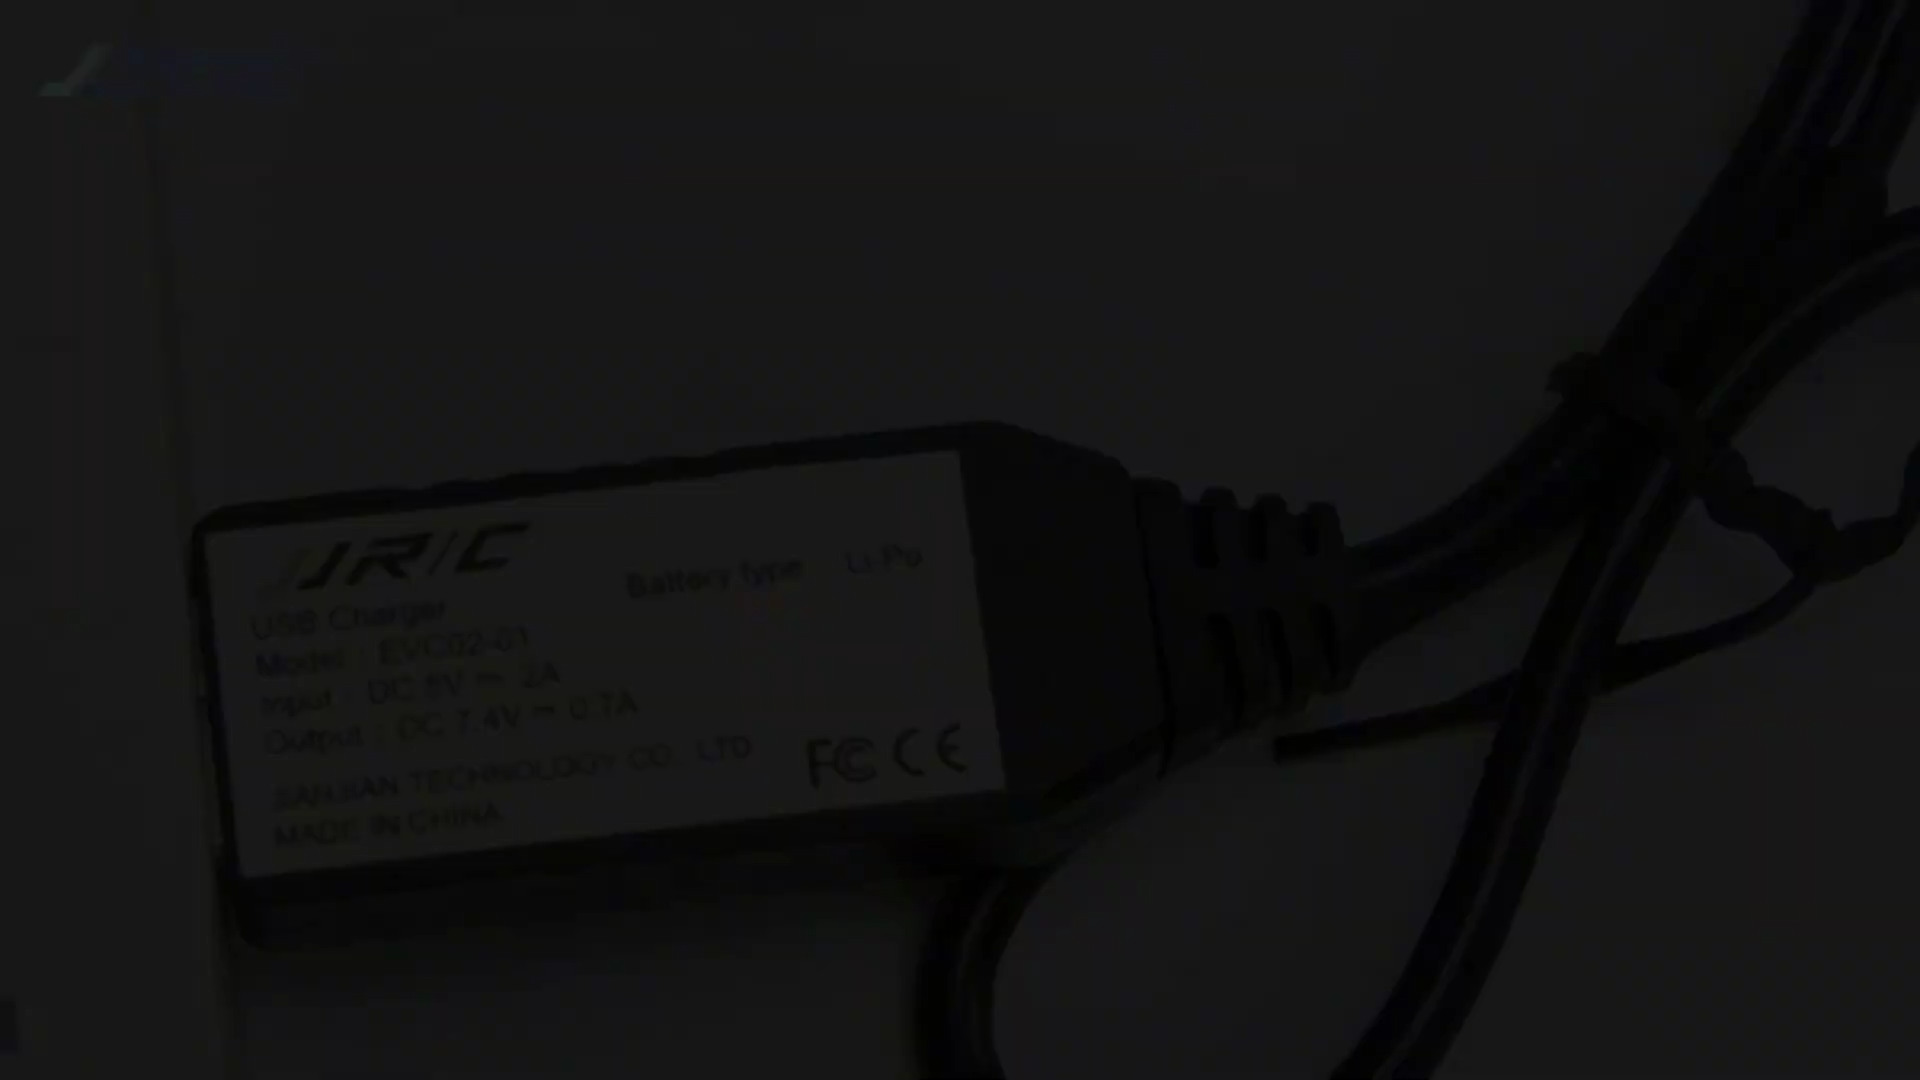 JJR/C
Battery type Li-Po
USB Charger
Model : EVC02-01
Input : DC 5V ⎓ 2A
Output : DC 7.4V ⎓ 0.7A
SANJIAN TECHNOLOGY CO., LTD
MADE IN CHINA
FC CE